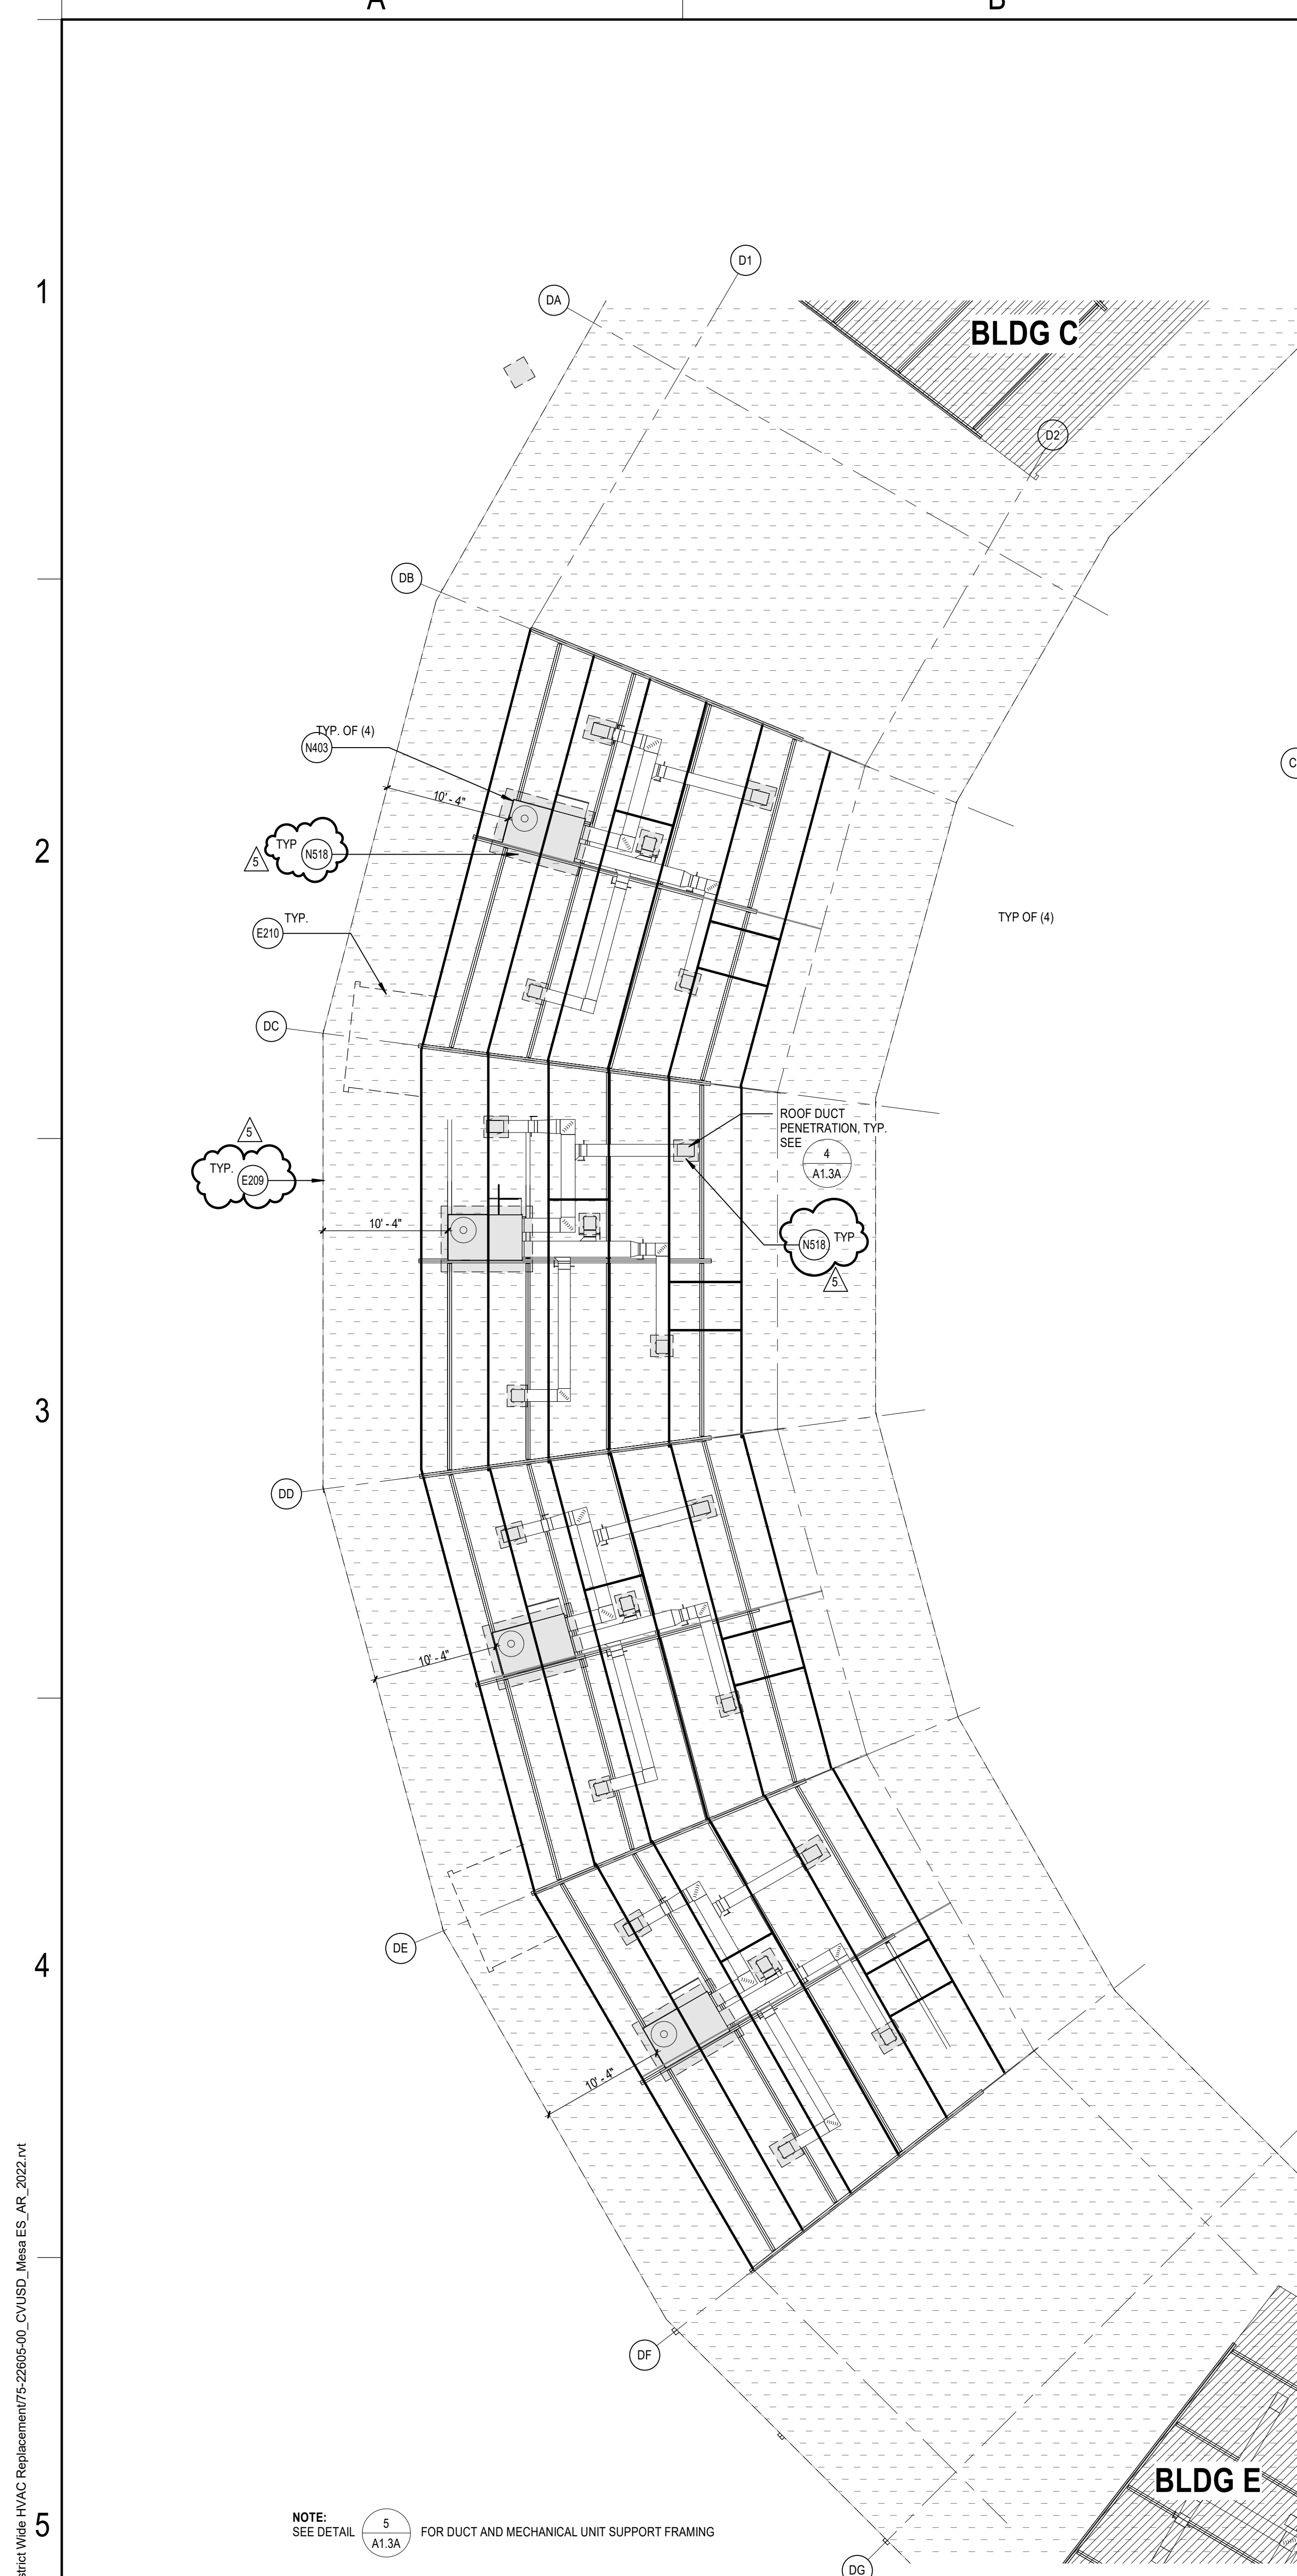 A
B
1
D1
DA
BLDG C
D2
DB
TYP. OF (4)
N403
C
10' - 4"
2
TYP
N518
5
TYP.
E210
TYP OF (4)
DC
ROOF DUCT
PENETRATION, TYP.
SEE
4
A1.3A
5
TYP.
E209
10' - 4"
N518
TYP
5
3
DD
10' - 4"
DE
4
10' - 4"
DF
BLDG E
NOTE:
SEE DETAIL
5
A1.3A
FOR DUCT AND MECHANICAL UNIT SUPPORT FRAMING
5
DG
strict Wide HVAC Replacement/75-22605-00_CVUSD_Mesa ES_AR_2022.rvt